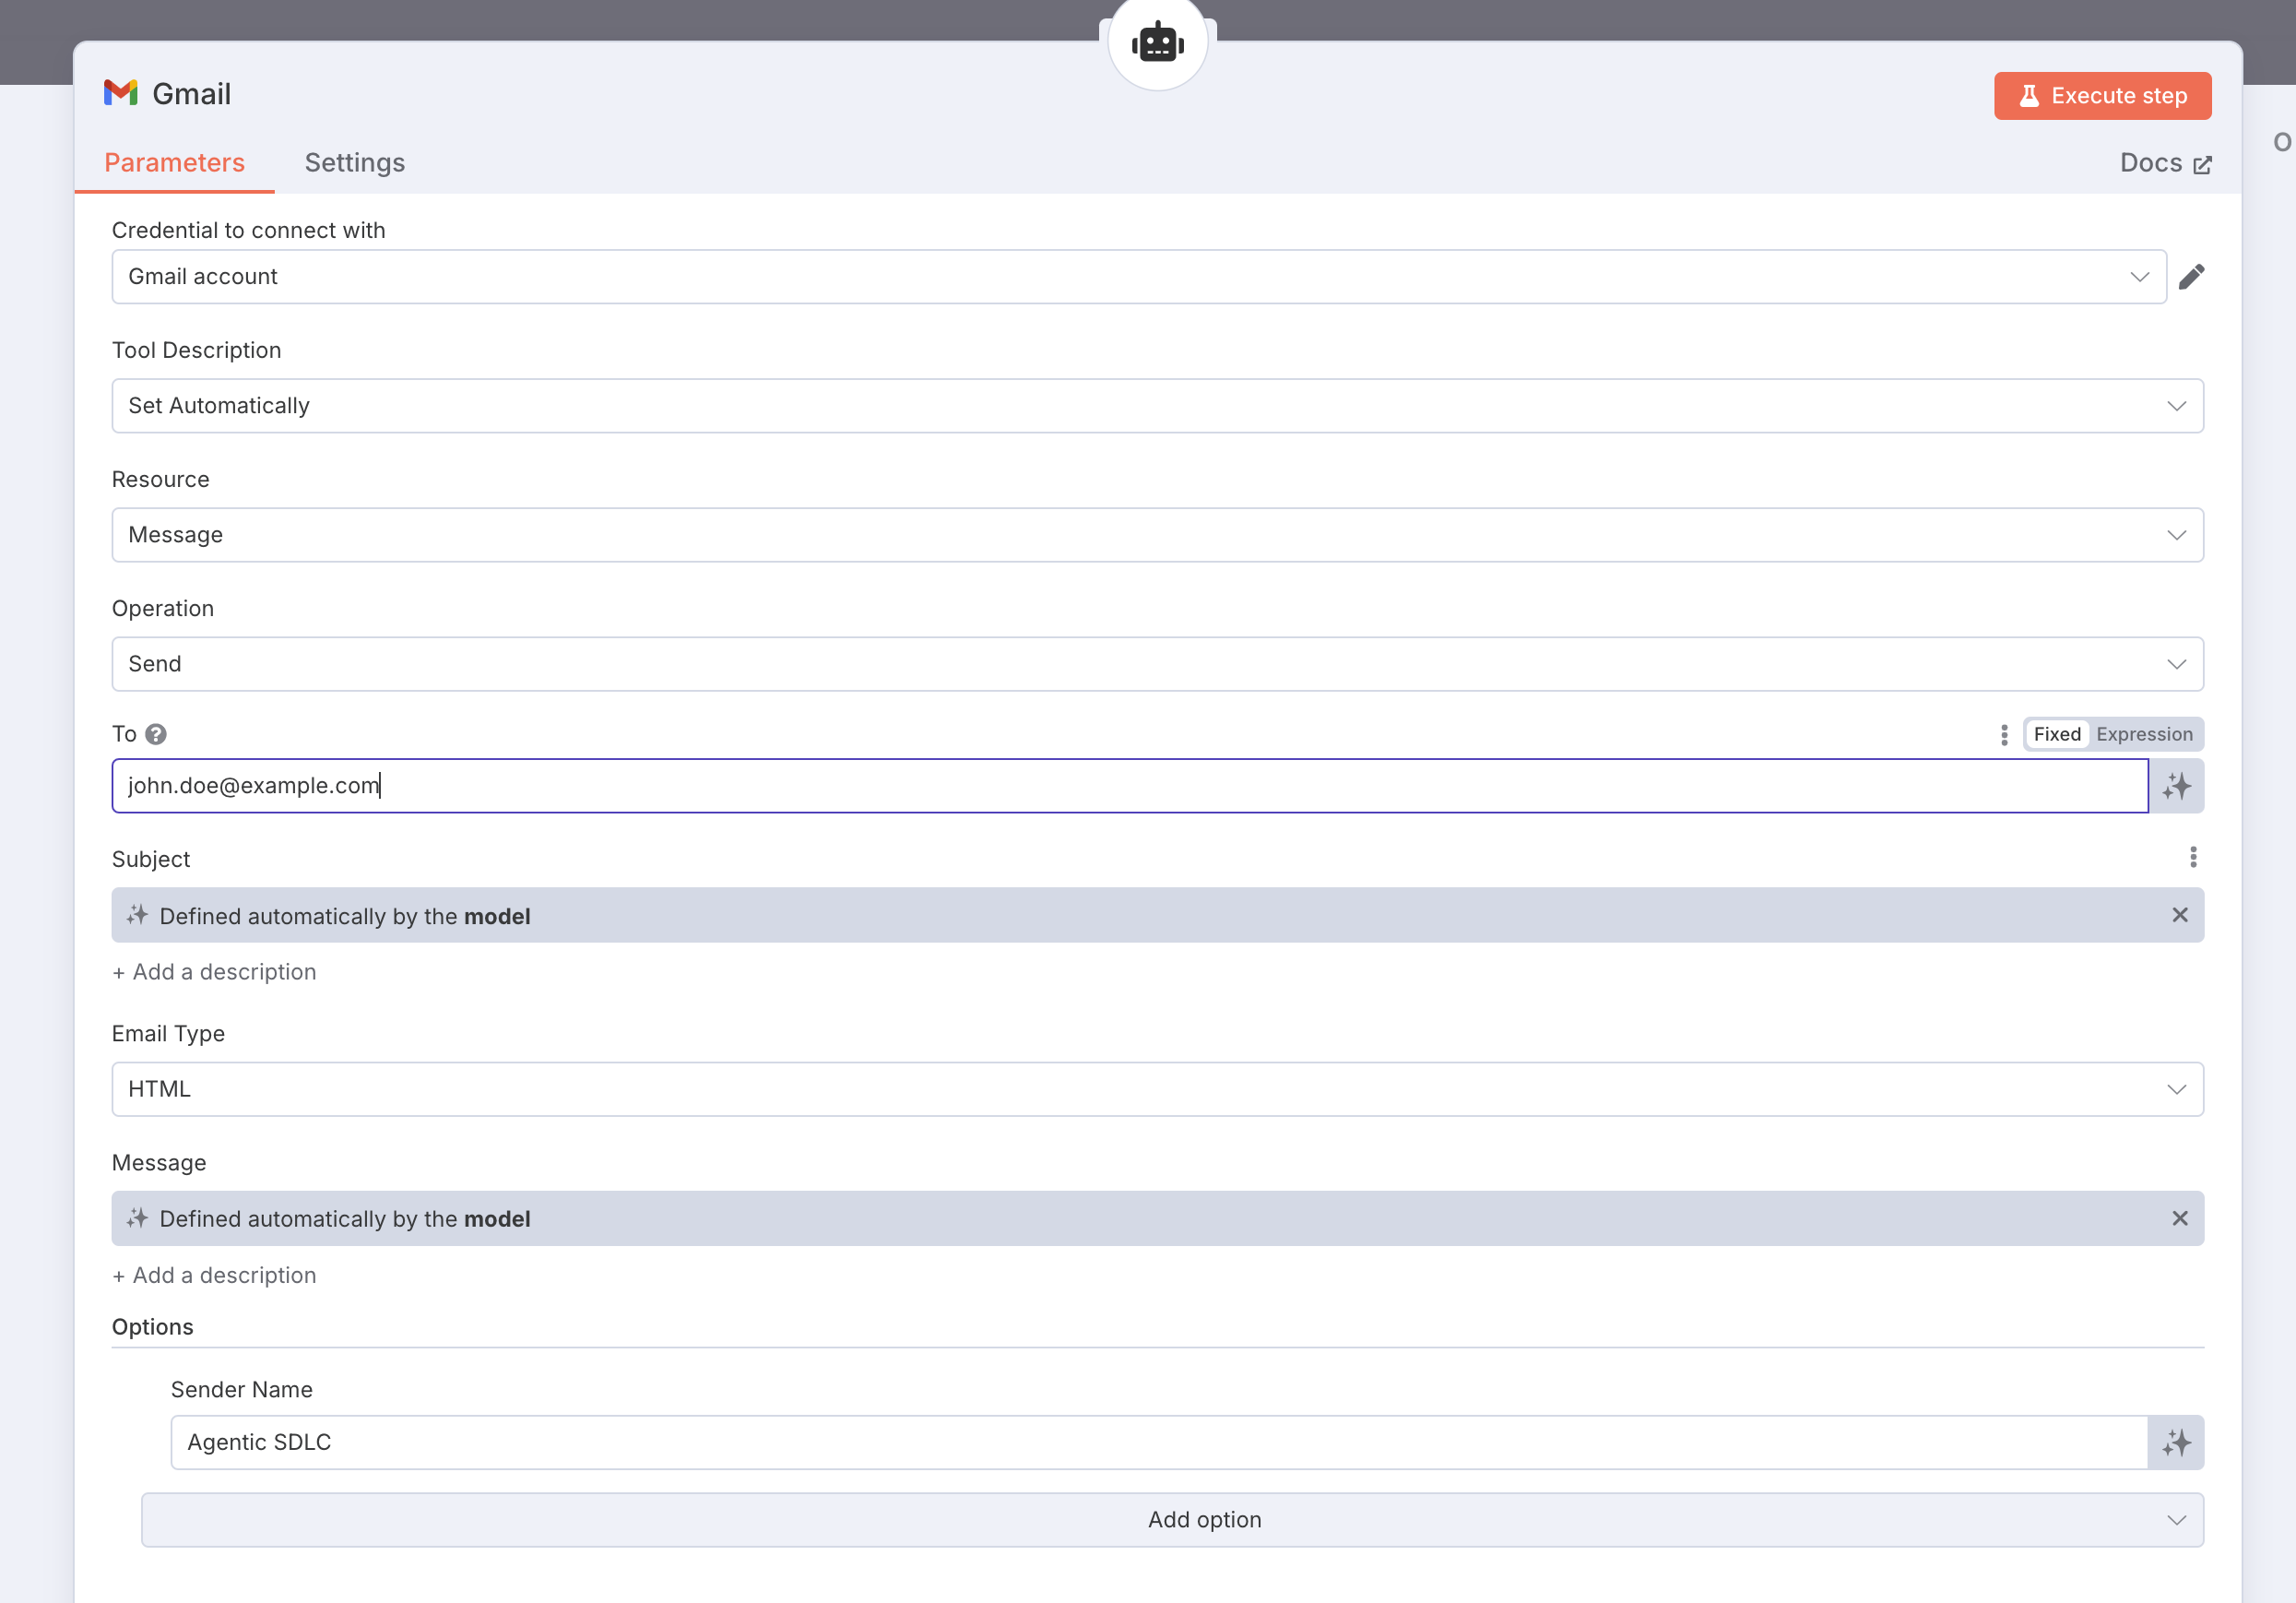 Gmail
Execute step
Parameters
Settings
Docs
O
Credential to connect with
Gmail account
Tool Description
Set Automatically
Resource
Message
Operation
Send
To
Fixed
Expression
john.doe@example.com
Subject
Defined automatically by the model
+ Add a description
Email Type
HTML
Message
Defined automatically by the model
+ Add a description
Options
Sender Name
Agentic SDLC
Add option